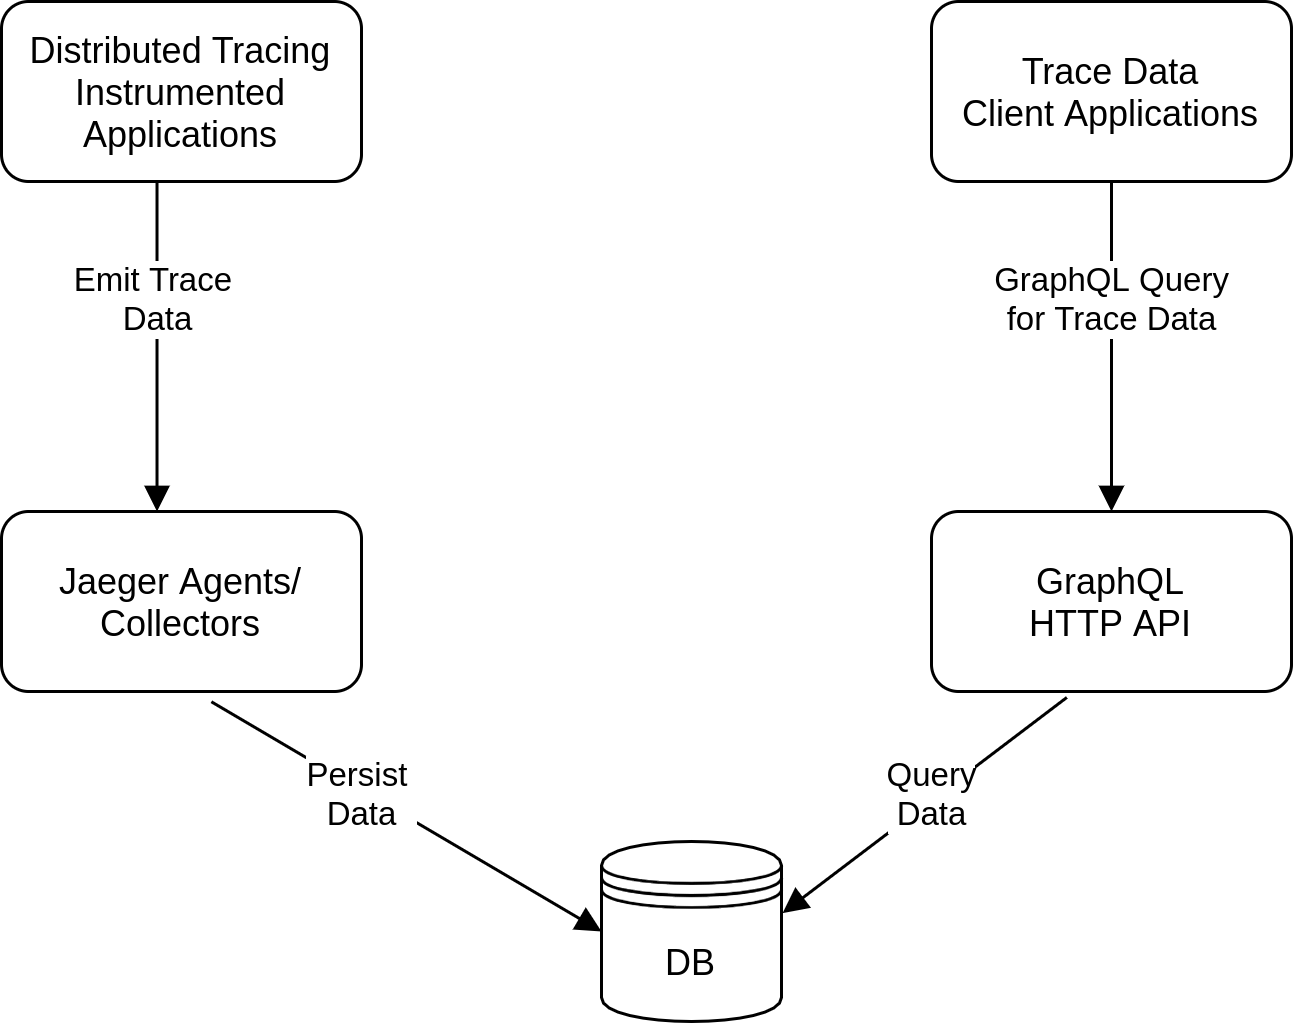 Distributed Tracing
Instrumented
Applications
Trace Data
Client Applications
Emit Trace
Data
GraphQL Query
for Trace Data
Jaeger Agents/
Collectors
GraphQL
HTTP API
Persist
Data
Query
Data
DB